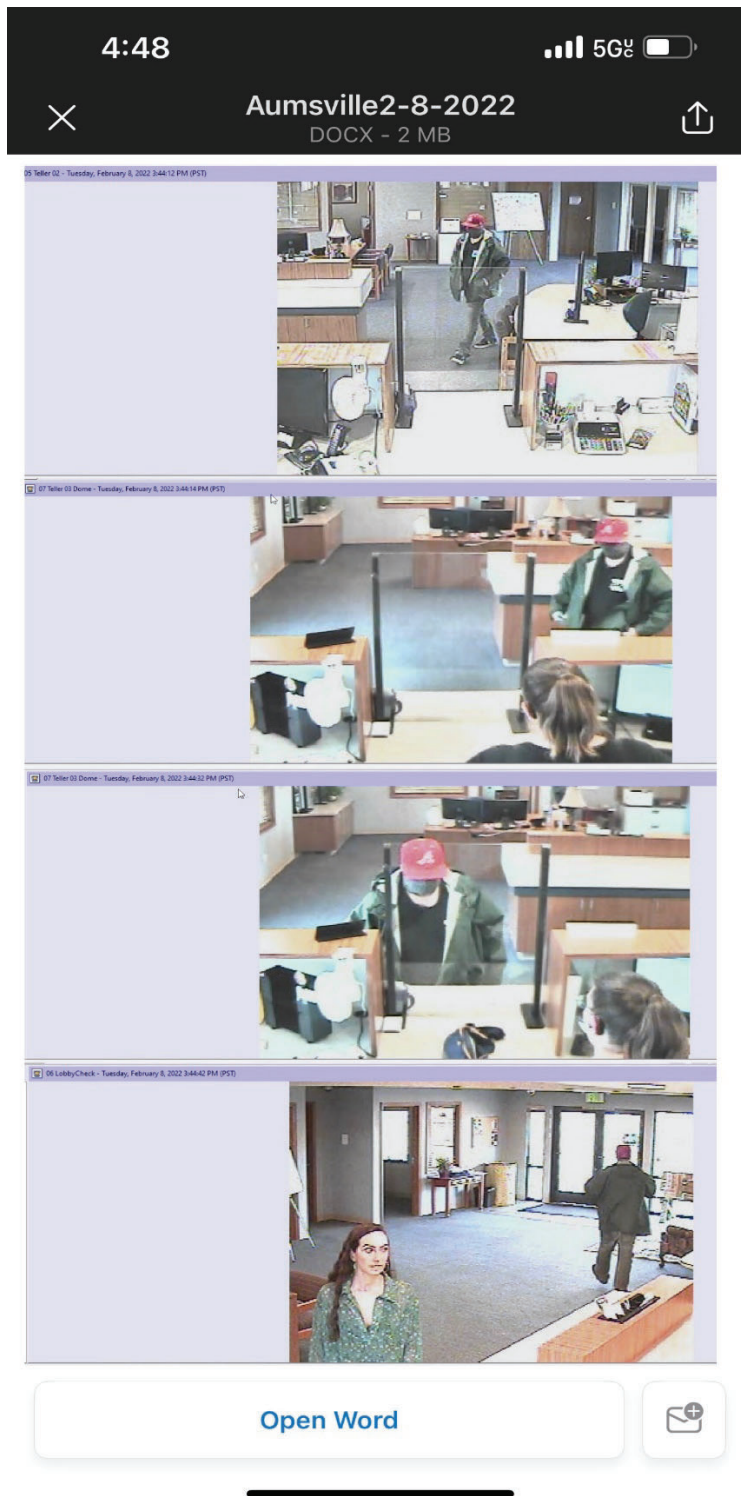 4:48
5GUC
Aumsville2-8-2022
DOCX - 2 MB
05 Teller 02 - Tuesday, February 8, 2022 3:44:12 PM (PST)
07 Teller 03 Dome - Tuesday, February 8, 2022 3:44:14 PM (PST)
07 Teller 03 Dome - Tuesday, February 8, 2022 3:44:32 PM (PST)
A
06 LobbyCheck - Tuesday, February 8, 2022 3:44:42 PM (PST)
Open Word